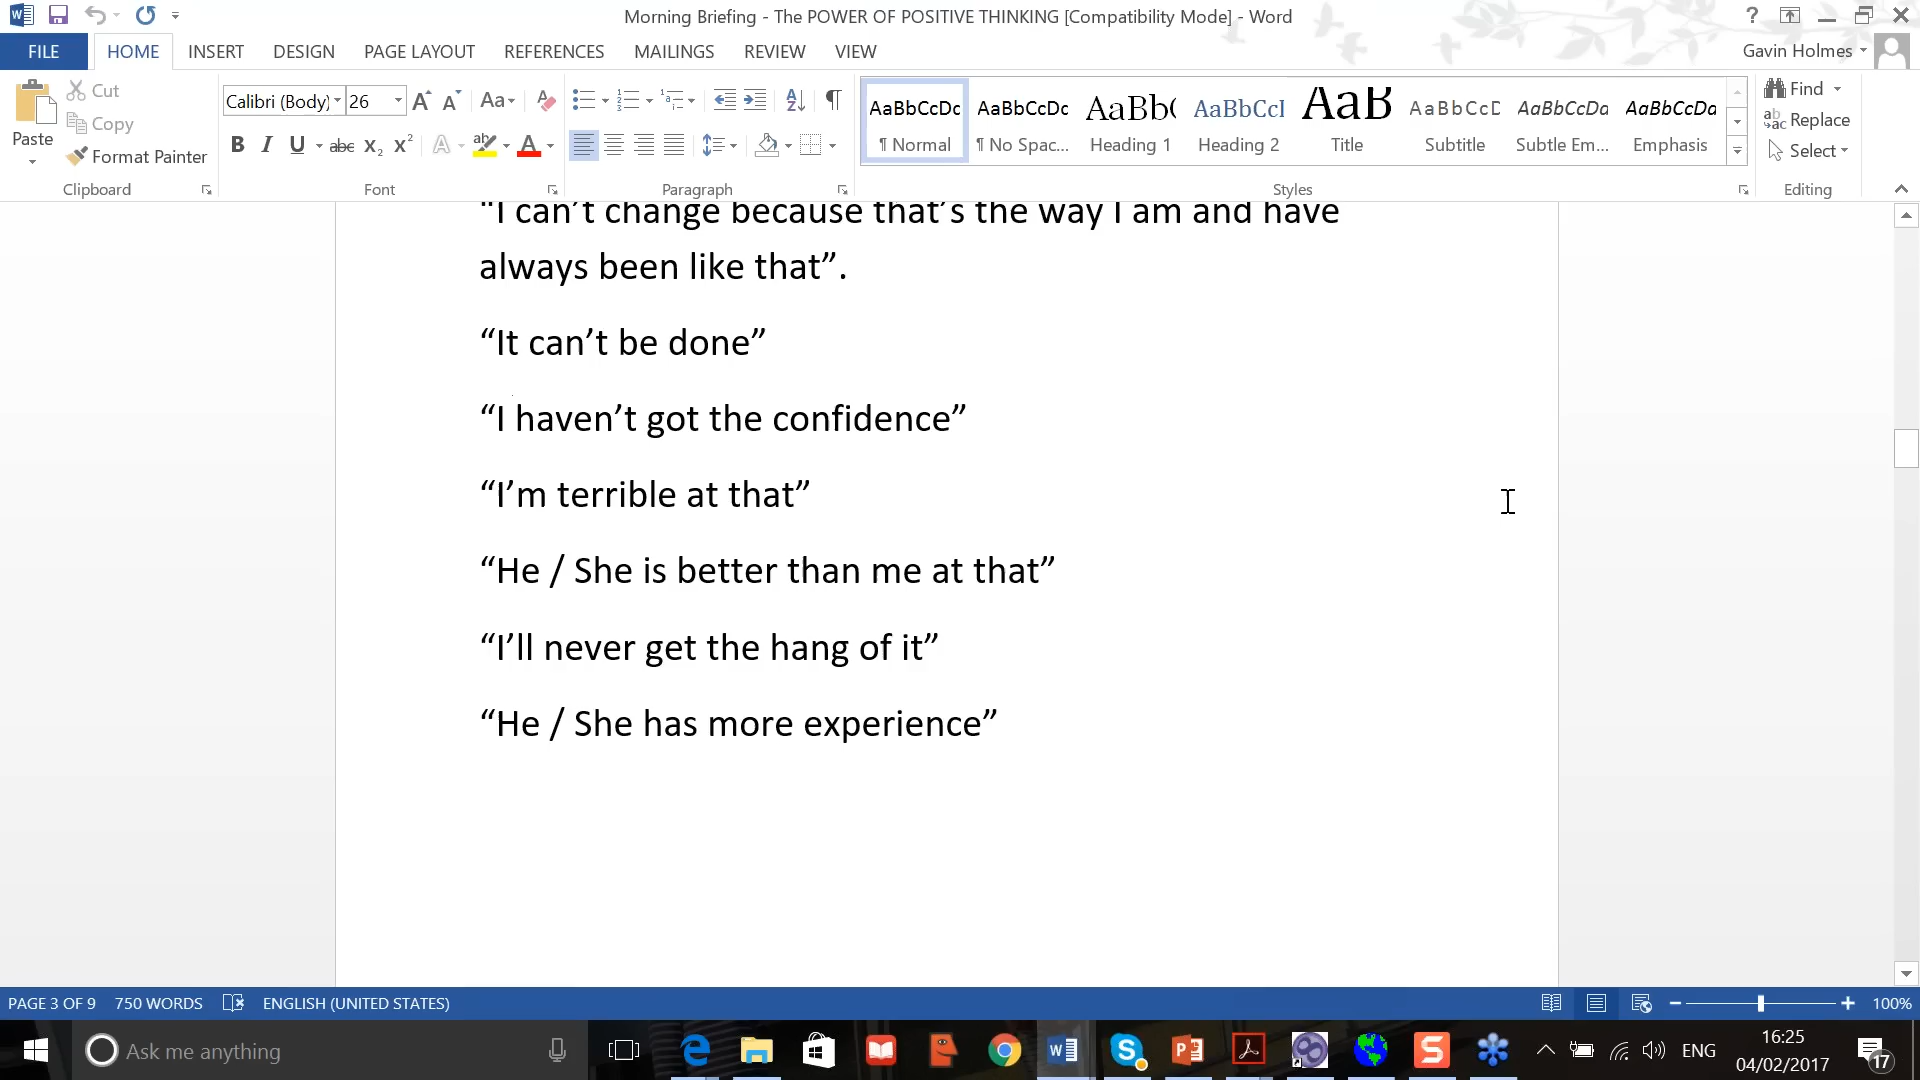 Morning Briefing - The POWER OF POSITIVE THINKING [Compatibility Mode] - Word
FILE HOME INSERT DESIGN PAGE LAYOUT REFERENCES MAILINGS REVIEW VIEW
Gavin Holmes
Paste
Cut
Copy
Format Painter
Clipboard
Calibri (Body) 26
Font
Paragraph
AaBbCcDc AaBbCcDc AaBb( AaBbCcI AaB AaBbCcD AaBbCcDa AaBbCcDa
¶ Normal ¶ No Spac... Heading 1 Heading 2 Title Subtitle Subtle Em... Emphasis
Styles
Find
Replace
Select
Editing
“I can’t change because that’s the way I am and have
always been like that”.
“It can’t be done”
“I haven’t got the confidence”
“I’m terrible at that”
“He / She is better than me at that”
“I’ll never get the hang of it”
“He / She has more experience”
PAGE 3 OF 9 750 WORDS ENGLISH (UNITED STATES) 100%
Ask me anything
ENG
16:25
04/02/2017
17